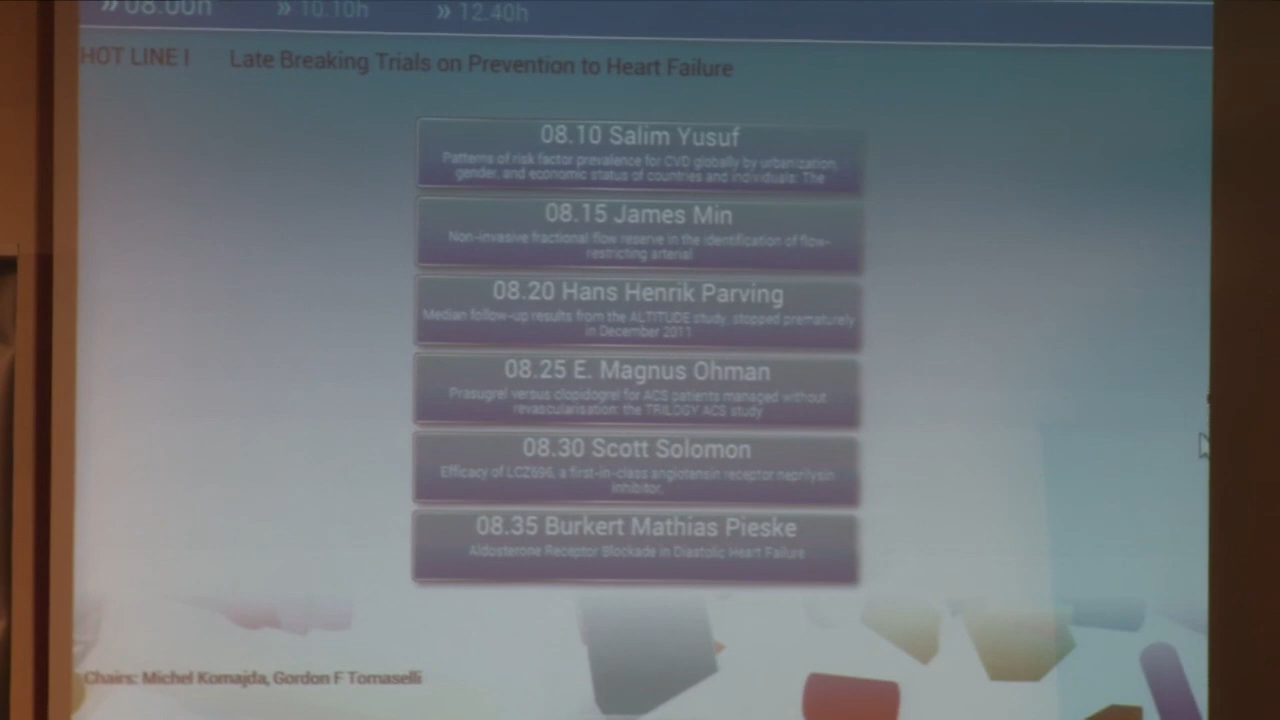 » 08.00h » 10.10h » 12.40h
HOT LINE I Late Breaking Trials on Prevention to Heart Failure
08.10 Salim Yusuf
Patterns of risk factor prevalence for CVD globally by urbanization,
gender, and economic status of countries and individuals: The
08.15 James Min
Non-invasive fractional flow reserve in the identification of flow-
restricting arterial
08.20 Hans Henrik Parving
Median follow-up results from the ALTITUDE study, stopped prematurely
in December 2011
08.25 E. Magnus Ohman
Prasugrel versus clopidogrel for ACS patients managed without
revascularisation: the TRILOGY ACS study
08.30 Scott Solomon
Efficacy of LCZ696, a first-in-class angiotensin receptor neprilysin
inhibitor,
08.35 Burkert Mathias Pieske
Aldosterone Receptor Blockade in Diastolic Heart Failure
Chairs: Michel Komajda, Gordon F Tomaselli